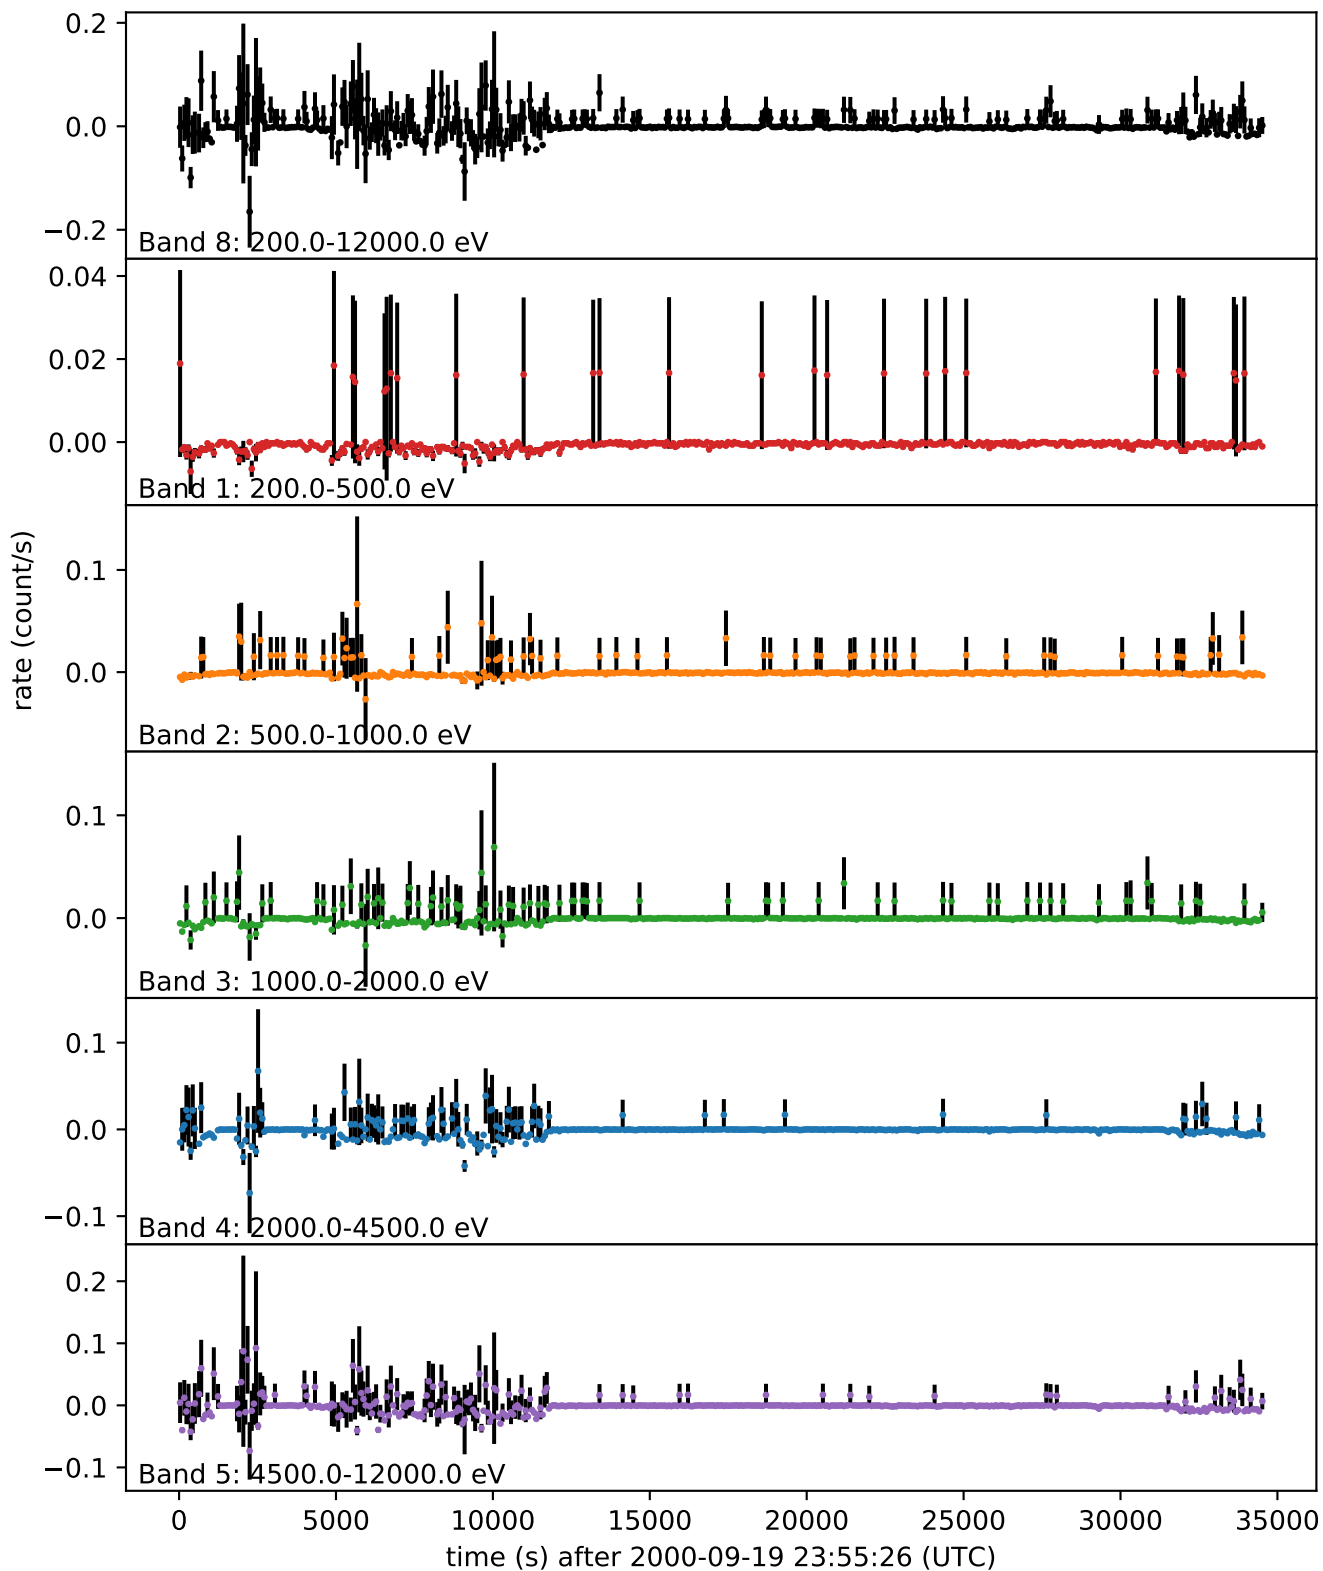 0.2
0.0
−0.2
Band 8: 200.0-12000.0 eV
0.04
0.02
0.00
Band 1: 200.0-500.0 eV
0.1
0.0
Band 2: 500.0-1000.0 eV
rate (count/s)
0.1
0.0
Band 3: 1000.0-2000.0 eV
0.1
0.0
−0.1
Band 4: 2000.0-4500.0 eV
0.2
0.1
0.0
−0.1
Band 5: 4500.0-12000.0 eV
0 5000 10000 15000 20000 25000 30000 35000
time (s) after 2000-09-19 23:55:26 (UTC)